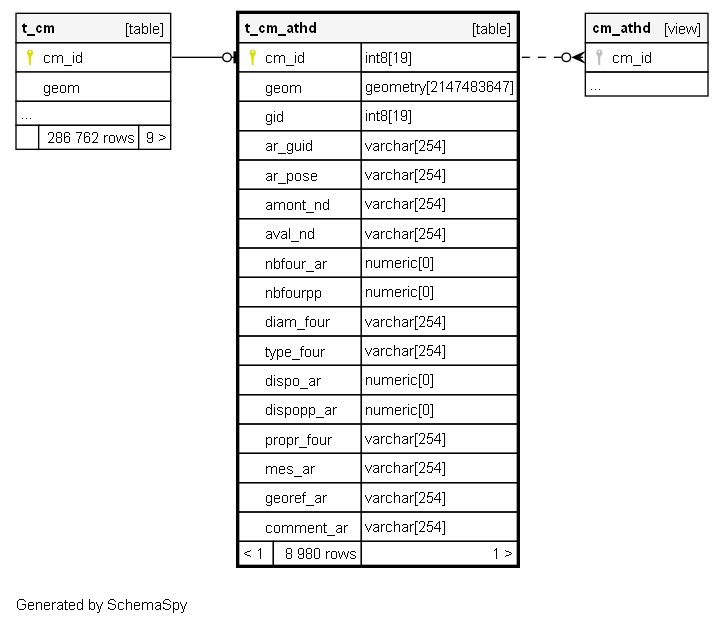 t_cm [table]
cm_id
geom
...
286 762 rows 9 >
t_cm_athd [table]
cm_id int8[19]
geom geometry[2147483647]
gid int8[19]
ar_guid varchar[254]
ar_pose varchar[254]
amont_nd varchar[254]
aval_nd varchar[254]
nbfour_ar numeric[0]
nbfourpp numeric[0]
diam_four varchar[254]
type_four varchar[254]
dispo_ar numeric[0]
dispopp_ar numeric[0]
propr_four varchar[254]
mes_ar varchar[254]
georef_ar varchar[254]
comment_ar varchar[254]
< 1 8 980 rows 1 >
cm_athd [view]
cm_id
...
Generated by SchemaSpy